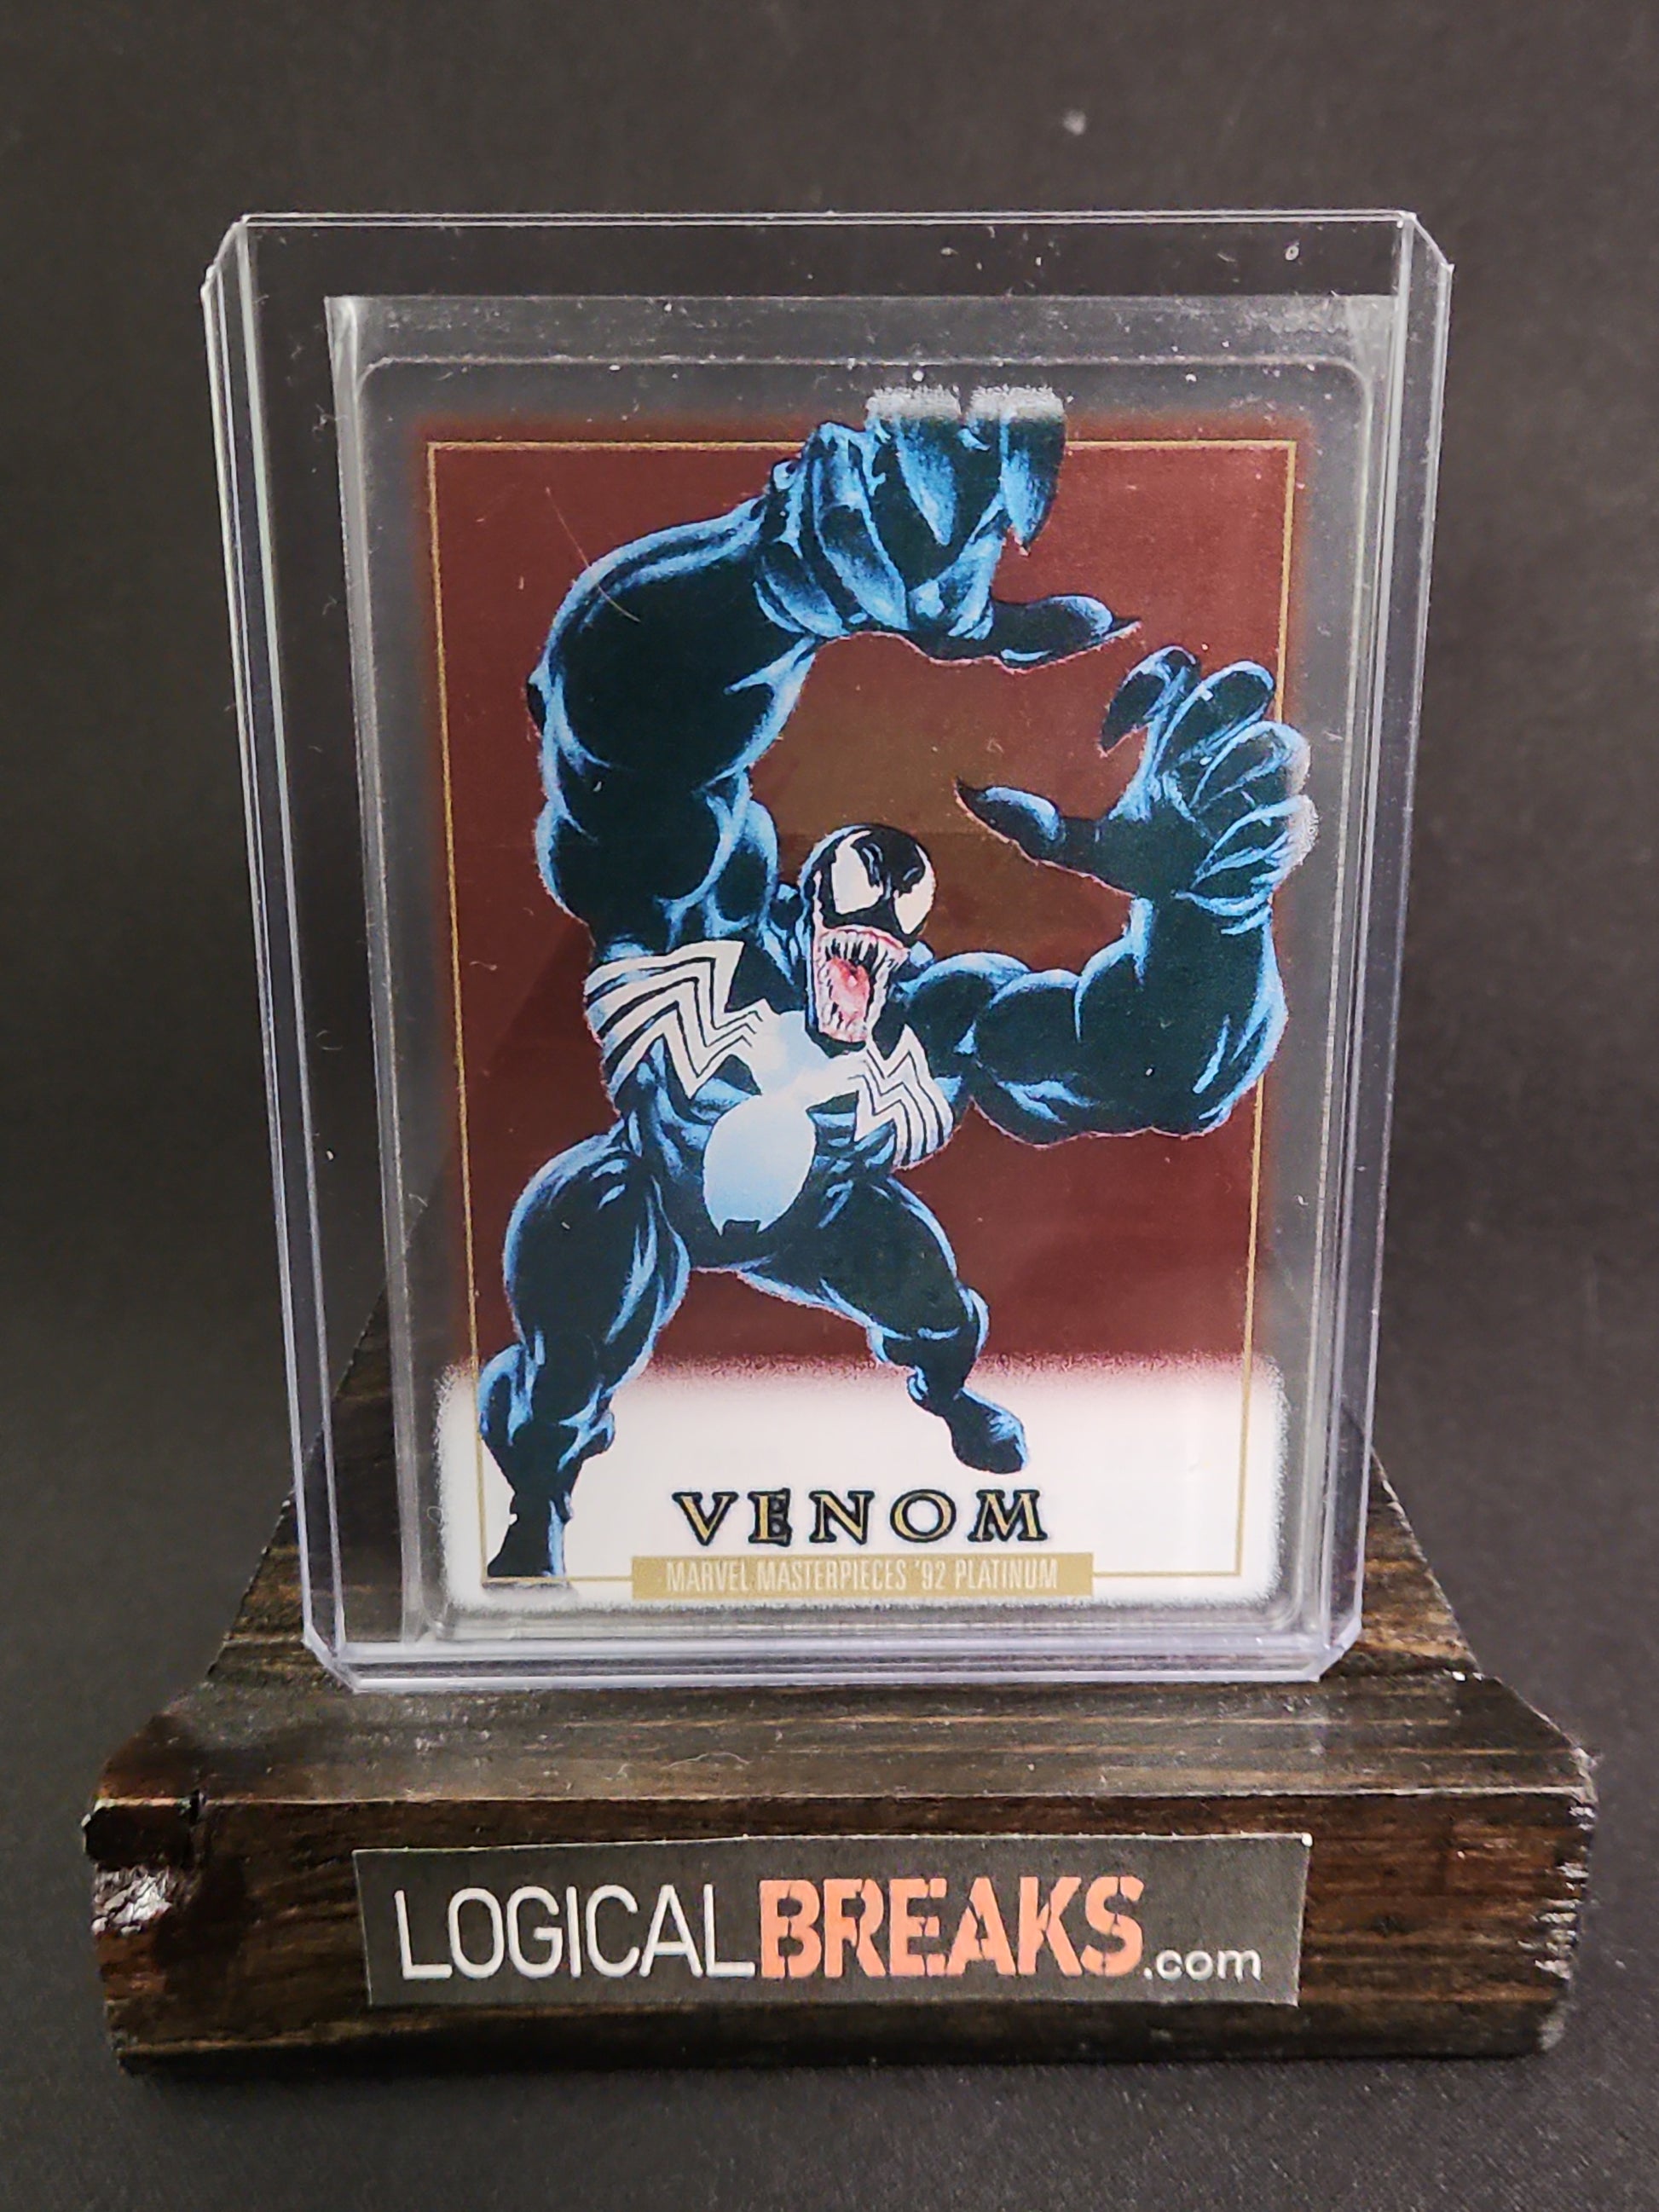 VENOM
MARVEL MASTERPIECES '92 PLATINUM
LOGICALBREAKS.com